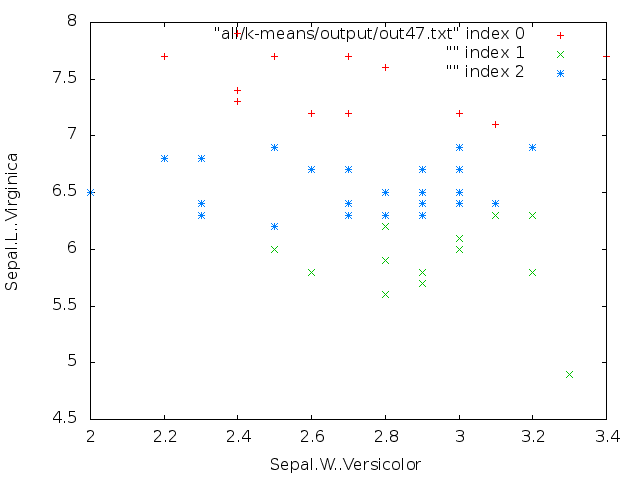 8
"all/k-means/output/out47.txt" index 0
"" index 1
"" index 2
7.5
7
6.5
6
5.5
5
4.5
Sepal.L..Virginica
2 2.2 2.4 2.6 2.8 3 3.2 3.4
Sepal.W..Versicolor